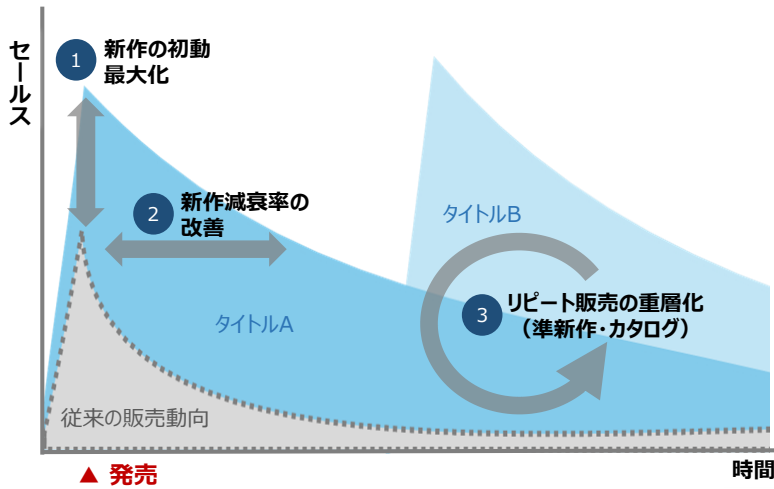 セールス
1
新作の初動
最大化
2
新作減衰率の
改善
タイトルB
タイトルA
3
リピート販売の重層化
（準新作・カタログ）
従来の販売動向
▲ 発売
時間